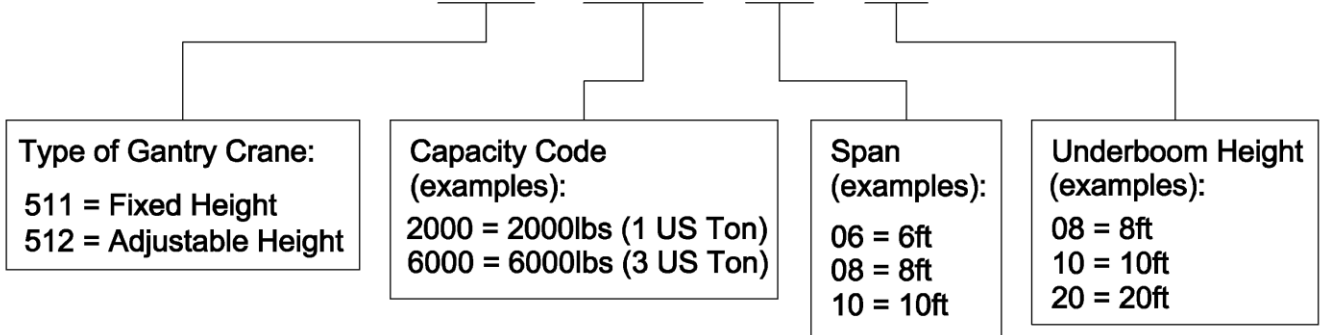 Type of Gantry Crane:
511 = Fixed Height
512 = Adjustable Height
Capacity Code
(examples):
2000 = 2000lbs (1 US Ton)
6000 = 6000lbs (3 US Ton)
Span
(examples):
06 = 6ft
08 = 8ft
10 = 10ft
Underboom Height
(examples):
08 = 8ft
10 = 10ft
20 = 20ft